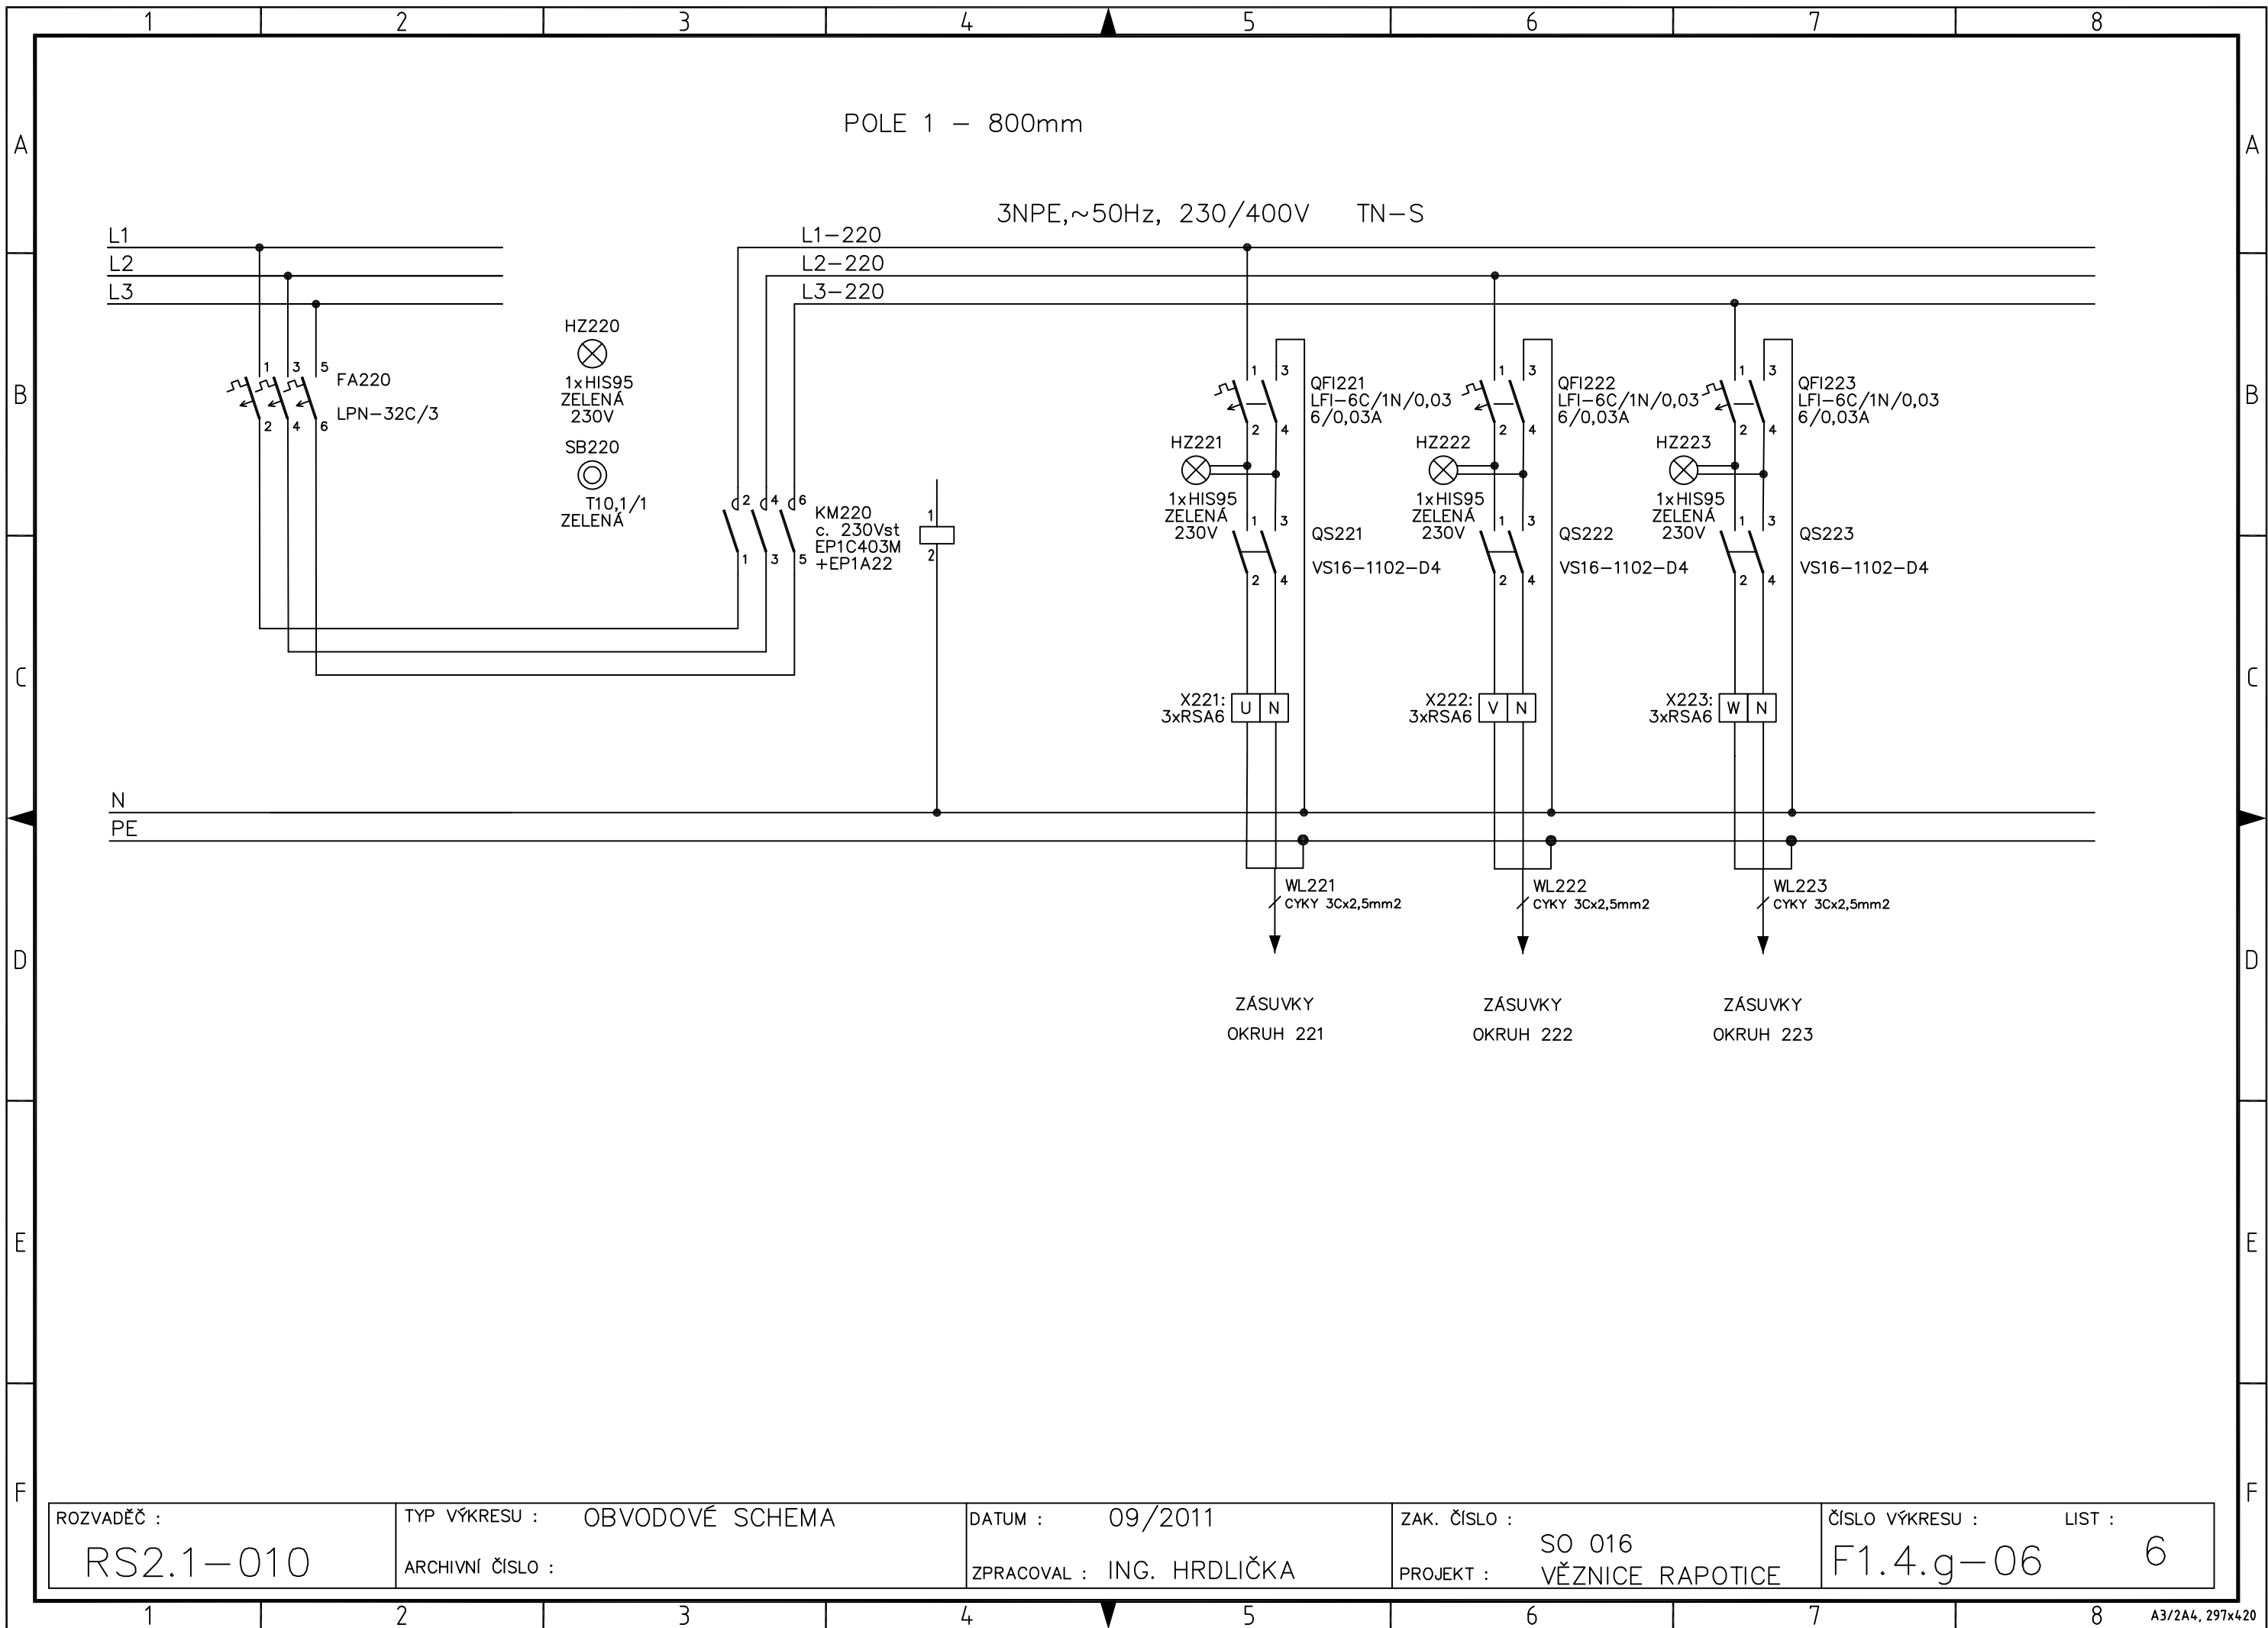 1 2 3 4 5 6 7 8
A A
B B
C C
D D
E E
F F
POLE 1 - 800mm
3NPE,~50Hz, 230/400V TN-S
L1
L2
L3
L1-220
L2-220
L3-220
1 3 5
2 4 6
FA220
LPN-32C/3
HZ220
1xHIS95
ZELENÁ
230V
SB220
T10,1/1
ZELENÁ
2 4 6
1 3 5
KM220
c. 230Vst
EP1C403M
+EP1A22
1
2
1 3
2 4
QFI221
LFI-6C/1N/0,03
6/0,03A
HZ221
1xHIS95
ZELENÁ
230V
1 3
2 4
QS221
VS16-1102-D4
X221:
3xRSA6
U N
1 3
2 4
QFI222
LFI-6C/1N/0,03
6/0,03A
HZ222
1xHIS95
ZELENÁ
230V
1 3
2 4
QS222
VS16-1102-D4
X222:
3xRSA6
V N
1 3
2 4
QFI223
LFI-6C/1N/0,03
6/0,03A
HZ223
1xHIS95
ZELENÁ
230V
1 3
2 4
QS223
VS16-1102-D4
X223:
3xRSA6
W N
N
PE
WL221
CYKY 3Cx2,5mm2
WL222
CYKY 3Cx2,5mm2
WL223
CYKY 3Cx2,5mm2
ZÁSUVKY
OKRUH 221
ZÁSUVKY
OKRUH 222
ZÁSUVKY
OKRUH 223
ROZVADĚČ :
RS2.1-010
TYP VÝKRESU : OBVODOVÉ SCHEMA
ARCHIVNÍ ČÍSLO :
DATUM : 09/2011
ZPRACOVAL : ING. HRDLIČKA
ZAK. ČÍSLO :
SO 016
PROJEKT : VĚZNICE RAPOTICE
ČÍSLO VÝKRESU :
F1.4.g-06
LIST :
6
1 2 3 4 5 6 7 8
A3/2A4, 297x420